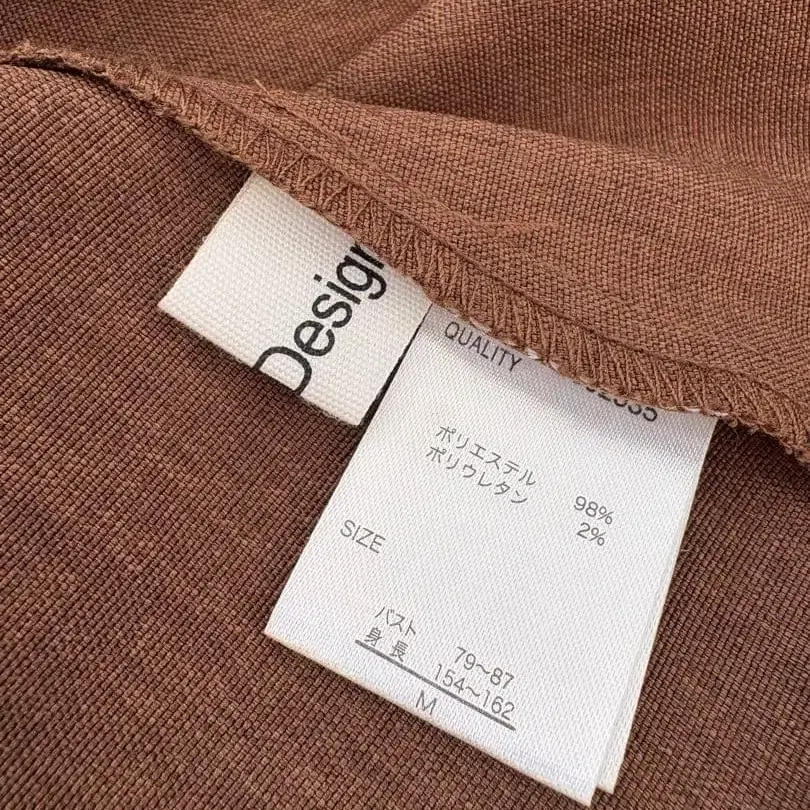 Design
QUALITY
ポリエステル 98%
ポリウレタン 2%
SIZE
バスト 79~87
身長 154~162
M